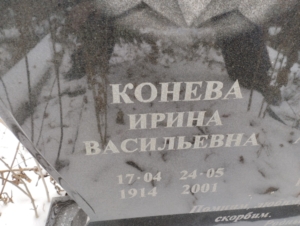 КОНЕВА
ИРИНА
ВАСИЛЬЕВНА
17·04 24·05
1914 2001
скорбим.